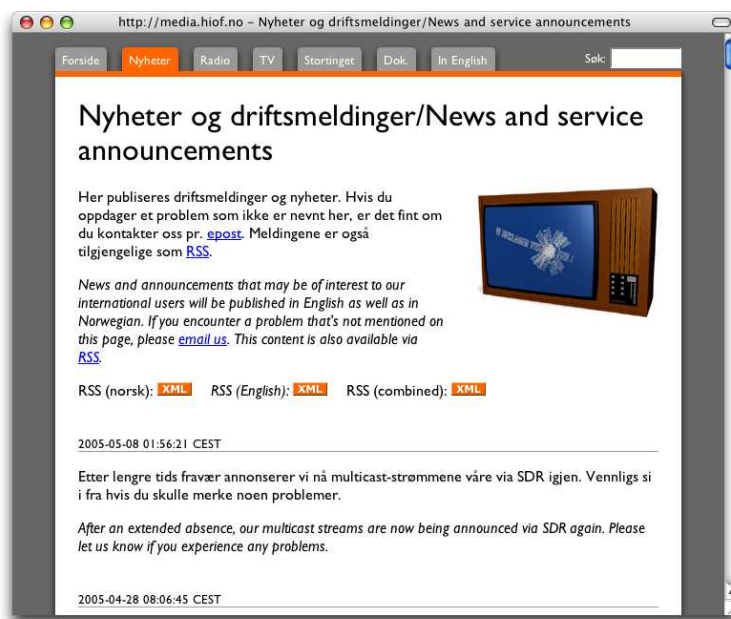 http://media.hiof.no – Nyheter og driftsmeldinger/News and service announcements
Forside Nyheter Radio TV Stortinget Dok. In English Søk:
Nyheter og driftsmeldinger/News and service
announcements
Her publiseres driftsmeldinger og nyheter. Hvis du
oppdager et problem som ikke er nevnt her, er det fint om
du kontakter oss pr. epost. Meldingene er også
tilgjengelige som RSS.
News and announcements that may be of interest to our
international users will be published in English as well as in
Norwegian. If you encounter a problem that's not mentioned on
this page, please email us. This content is also available via
RSS.
RSS (norsk): XML RSS (English): XML RSS (combined): XML
2005-05-08 01:56:21 CEST
Etter lengre tids fravær annonserer vi nå multicast-strømmene våre via SDR igjen. Vennligs si
i fra hvis du skulle merke noen problemer.
After an extended absence, our multicast streams are now being announced via SDR again. Please
let us know if you experience any problems.
2005-04-28 08:06:45 CEST